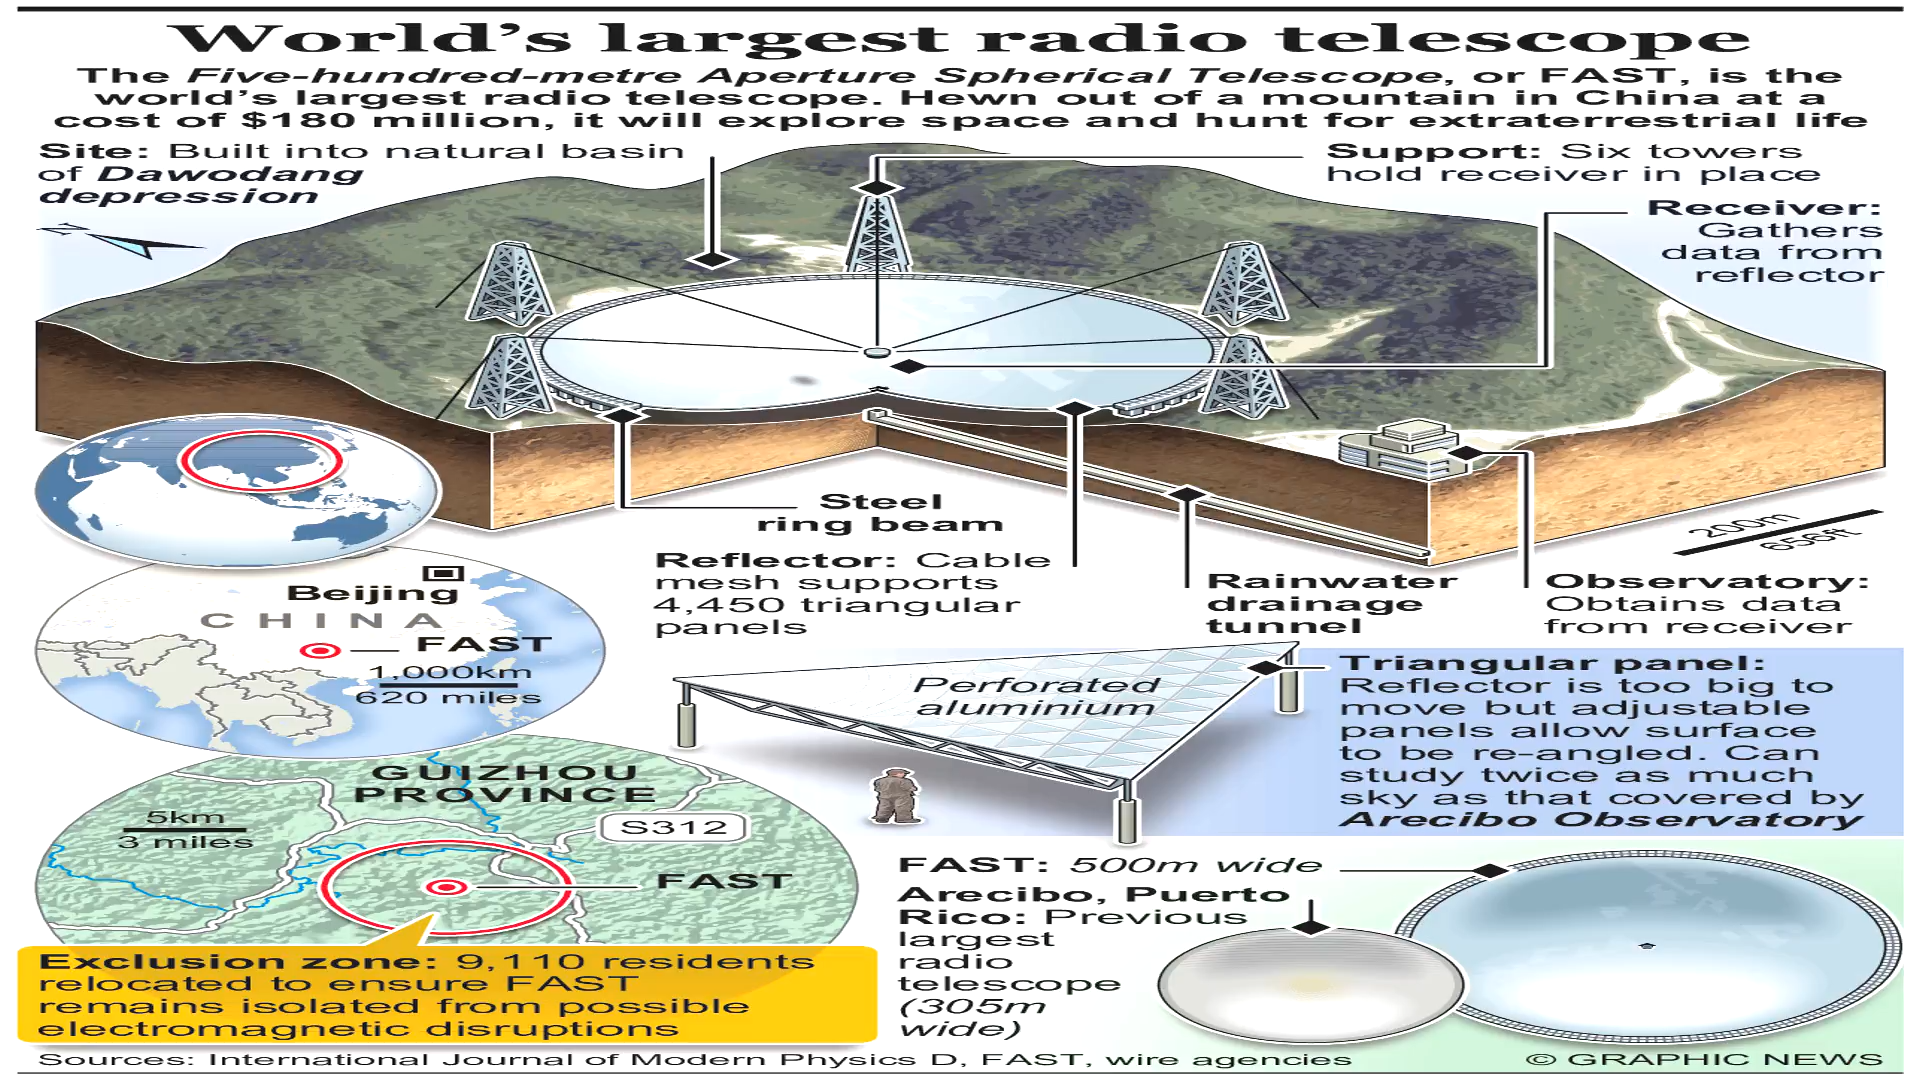 World's largest radio telescope
The Five-hundred-metre Aperture Spherical Telescope, or FAST, is the
world's largest radio telescope. Hewn out of a mountain in China at a
cost of $180 million, it will explore space and hunt for extraterrestrial life
Site: Built into natural basin
of Dawodang
depression
Support: Six towers
hold receiver in place
Receiver:
Gathers
data from
reflector
Steel
ring beam
200m
656ft
Reflector: Cable
mesh supports
4,450 triangular
panels
Rainwater
drainage
tunnel
Observatory:
Obtains data
from receiver
Beijing
CHINA
FAST
1,000km
620 miles
Perforated
aluminium
Triangular panel:
Reflector is too big to
move but adjustable
panels allow surface
to be re-angled. Can
study twice as much
sky as that covered by
Arecibo Observatory
GUIZHOU
PROVINCE
5km
3 miles
S312
FAST
FAST: 500m wide
Arecibo, Puerto
Rico: Previous
largest
radio
telescope
(305m
wide)
Exclusion zone: 9,110 residents
relocated to ensure FAST
remains isolated from possible
electromagnetic disruptions
Sources: International Journal of Modern Physics D, FAST, wire agencies
© GRAPHIC NEWS